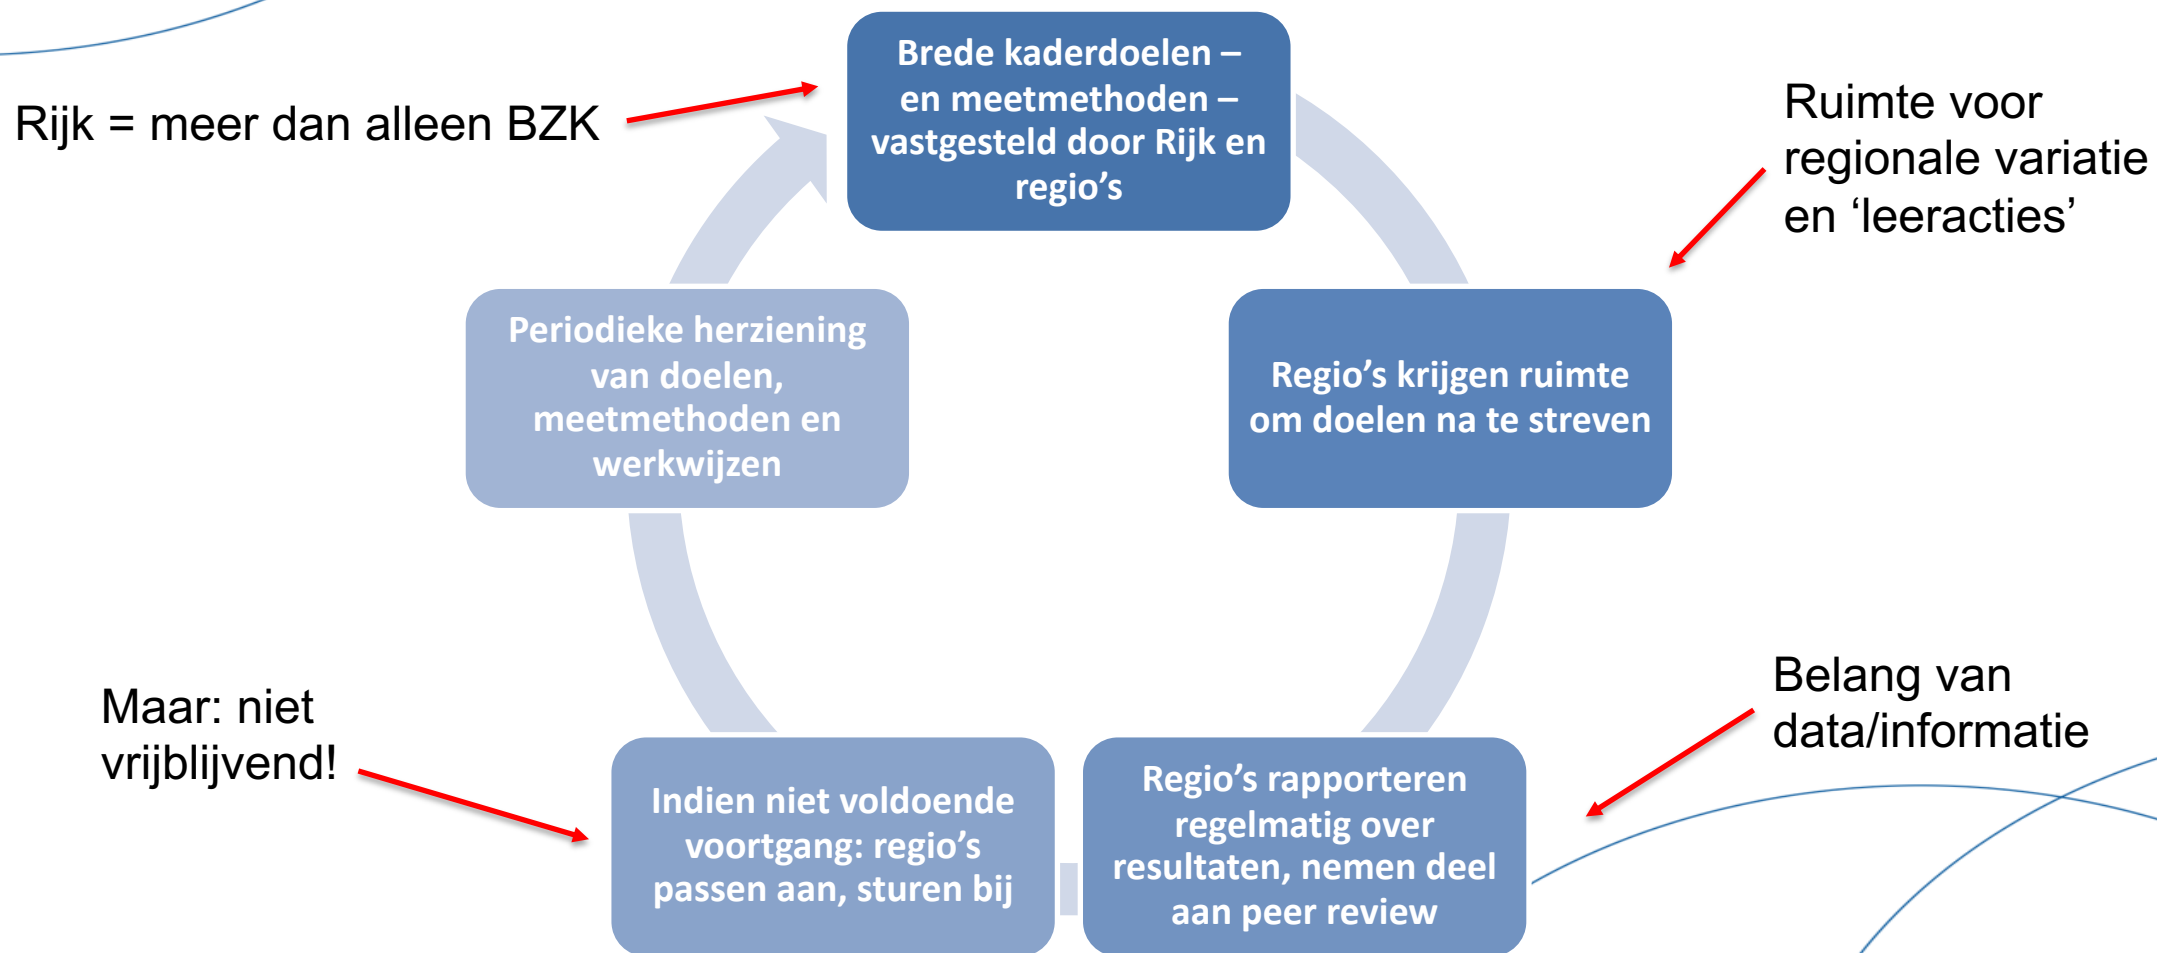 Brede kaderdoelen –
en meetmethoden –
vastgesteld door Rijk en
regio’s
Rijk = meer dan alleen BZK
Ruimte voor
regionale variatie
en ‘leeracties’
Periodieke herziening
van doelen,
meetmethoden en
werkwijzen
Regio’s krijgen ruimte
om doelen na te streven
Maar: niet
vrijblijvend!
Belang van
data/informatie
Indien niet voldoende
voortgang: regio’s
passen aan, sturen bij
Regio’s rapporteren
regelmatig over
resultaten, nemen deel
aan peer review